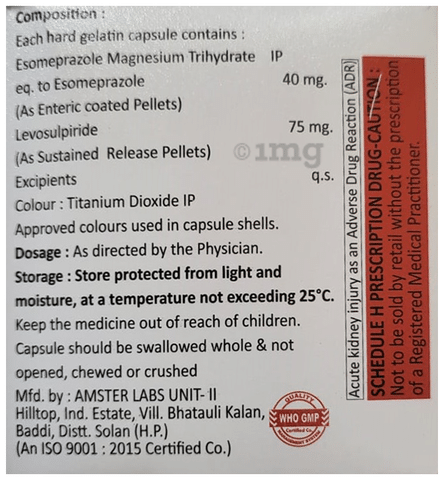 Composition :
Each hard gelatin capsule contains :
Esomeprazole Magnesium Trihydrate IP
eq. to Esomeprazole 40 mg.
(As Enteric coated Pellets)
Levosulpiride 75 mg.
(As Sustained Release Pellets)
Excipients q.s.
Colour : Titanium Dioxide IP
Approved colours used in capsule shells.
Dosage : As directed by the Physician.
Storage : Store protected from light and
moisture, at a temperature not exceeding 25°C.
Keep the medicine out of reach of children.
Capsule should be swallowed whole & not
opened, chewed or crushed
Mfd. by : AMSTER LABS UNIT- II
Hilltop, Ind. Estate, Vill. Bhatauli Kalan,
Baddi, Distt. Solan (H.P.)
(An ISO 9001 : 2015 Certified Co.)
QUALITY
WHO GMP
Certified Co.
MANAGEMENT SYSTEM
Acute kidney injury as an Adverse Drug Reaction (ADR)
SCHEDULE H PRESCRIPTION DRUG-CAUTION :
Not to be sold by retail without the prescription
of a Registered Medical Practitioner.
©1mg